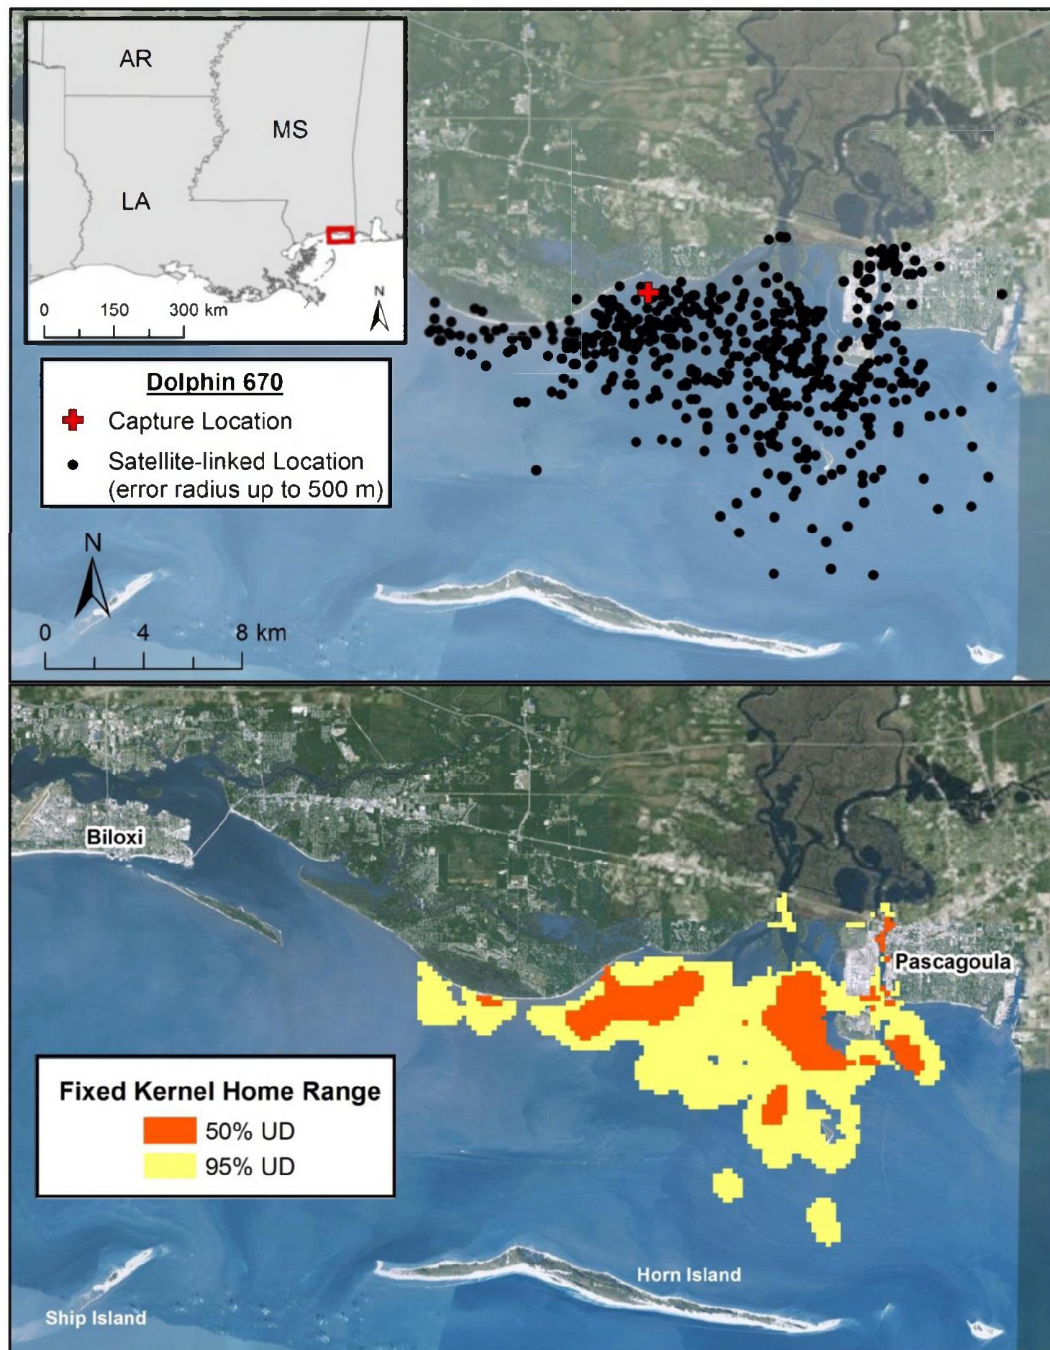 AR
MS
LA
0 150 300 km
N
Dolphin 670
Capture Location
Satellite-linked Location
(error radius up to 500 m)
N
0 4 8 km
Biloxi
Pascagoula
Fixed Kernel Home Range
50% UD
95% UD
Horn Island
Ship Island